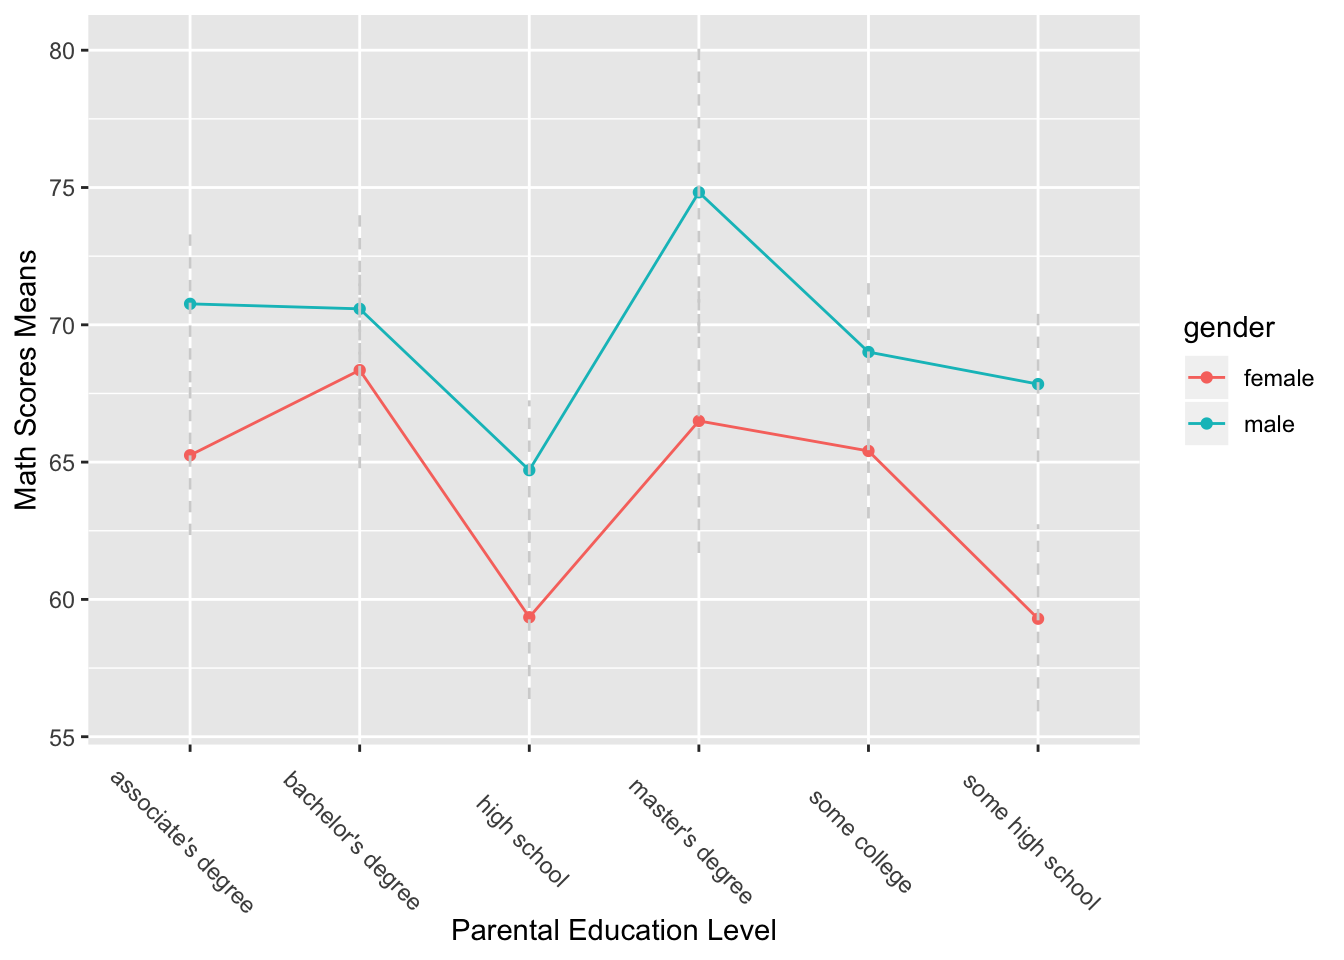 80
75
70
65
60
55
Math Scores Means
associate's degree
bachelor's degree
high school
master's degree
some college
some high school
Parental Education Level
gender
female
male